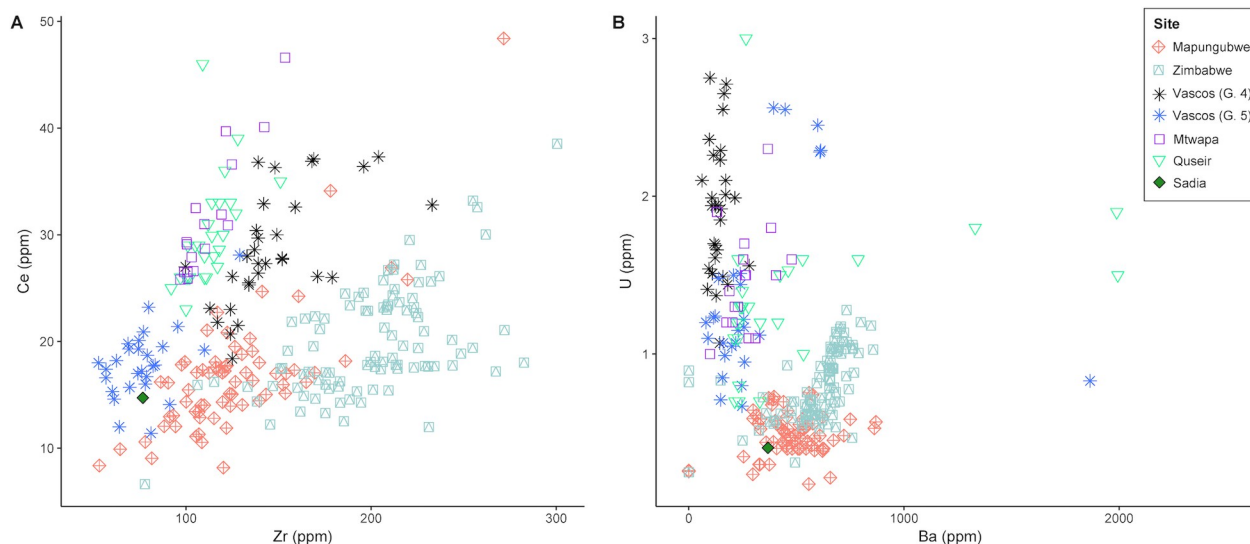 A
Ce (ppm)
50
40
30
20
10
100
200
300
Zr (ppm)
B
U (ppm)
3
2
1
0
1000
2000
Ba (ppm)
Site
Mapungubwe
Zimbabwe
Vascos (G. 4)
Vascos (G. 5)
Mtwapa
Quseir
Sadia